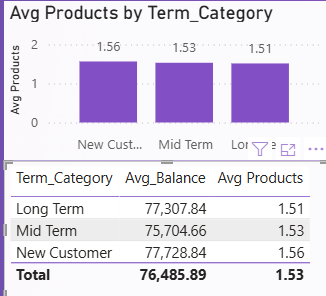 Avg Products by Term_Category
Avg Products
2
1
0
1.56 1.53 1.51
New Cust... Mid Term
Term_Category Avg_Balance Avg Products
Long Term 77,307.84 1.51
Mid Term 75,704.66 1.53
New Customer 77,728.84 1.56
Total 76,485.89 1.53